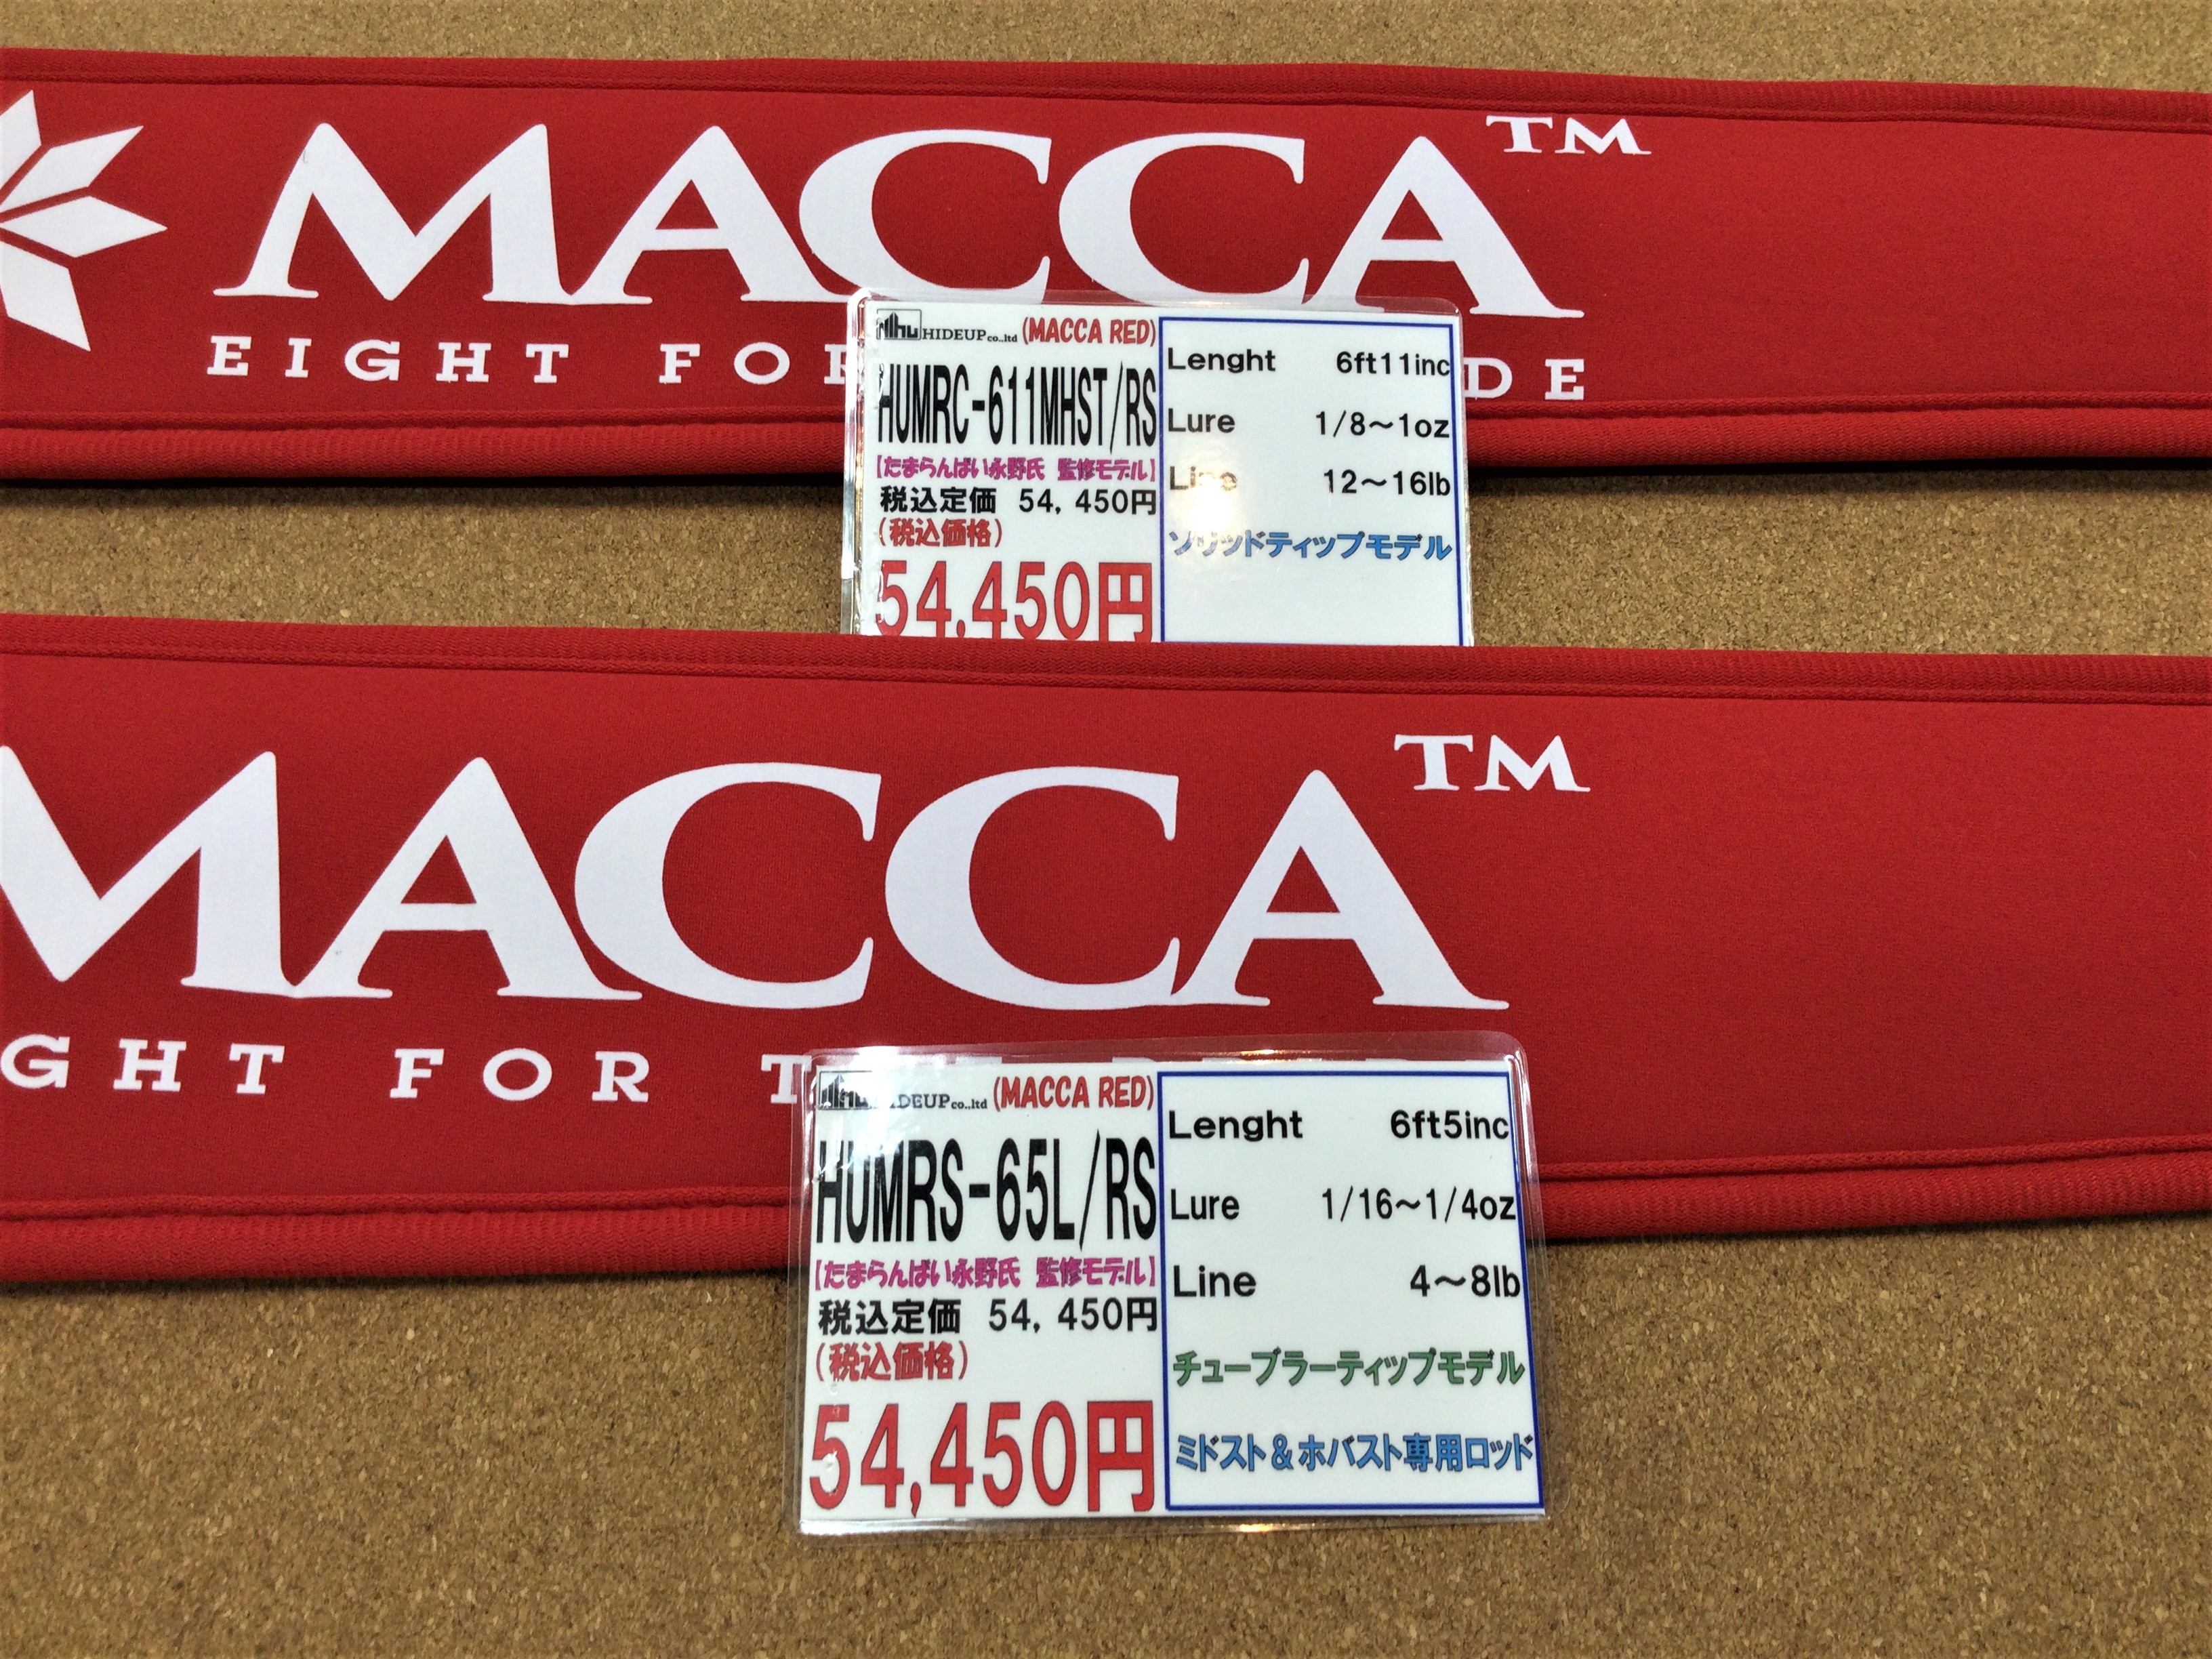 MACCA™
EIGHT FOR
DE
hu HIDEUP co.,ltd (MACCA RED)
HUMRC-611MHST/RS
【たまらんばい永野氏 監修モデル】
税込定価 54,450円
(税込価格)
54,450円
Lenght 6ft11inc
Lure 1/8~1oz
Line 12~16lb
ソリッドティップモデル
MACCA™
GHT FOR T
HIDEUP co.,ltd (MACCA RED)
HUMRS-65L/RS
【たまらんばい永野氏 監修モデル】
税込定価 54,450円
(税込価格)
54,450円
Lenght 6ft5inc
Lure 1/16~1/4oz
Line 4~8lb
チューブラーティップモデル
ミドスト&ホバスト専用ロッド